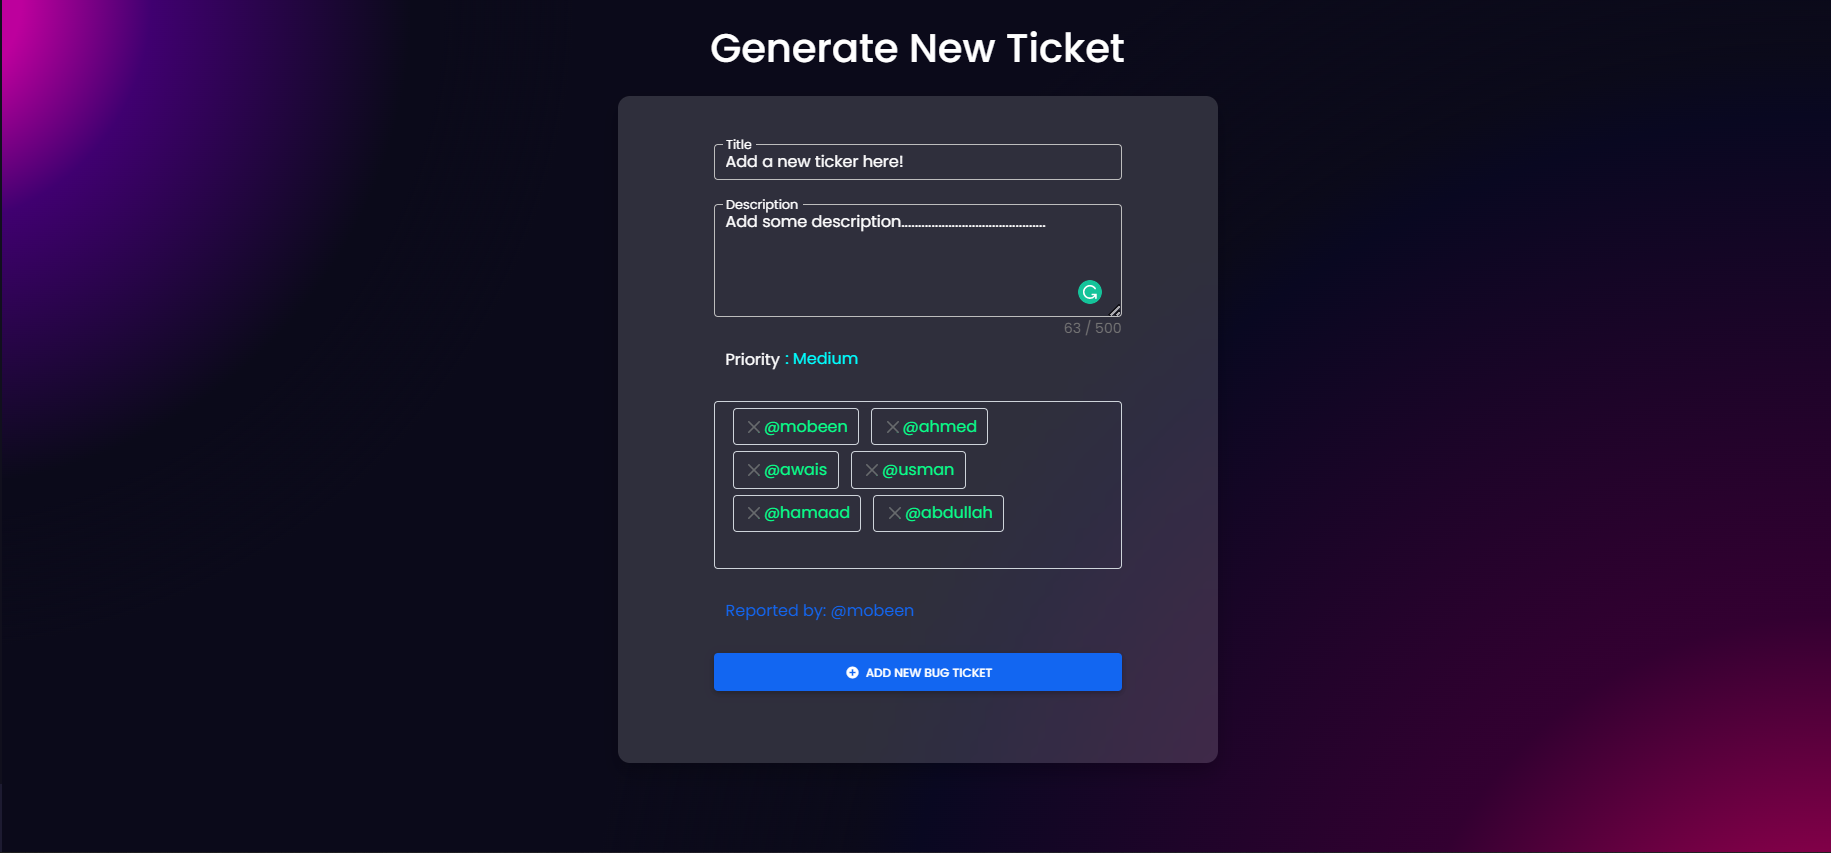 Generate New Ticket
Title
Add a new ticker here!
Description
Add some description...........................................
63 / 500
Priority : Medium
@mobeen @ahmed
@awais @usman
@hamaad @abdullah
Reported by: @mobeen
ADD NEW BUG TICKET